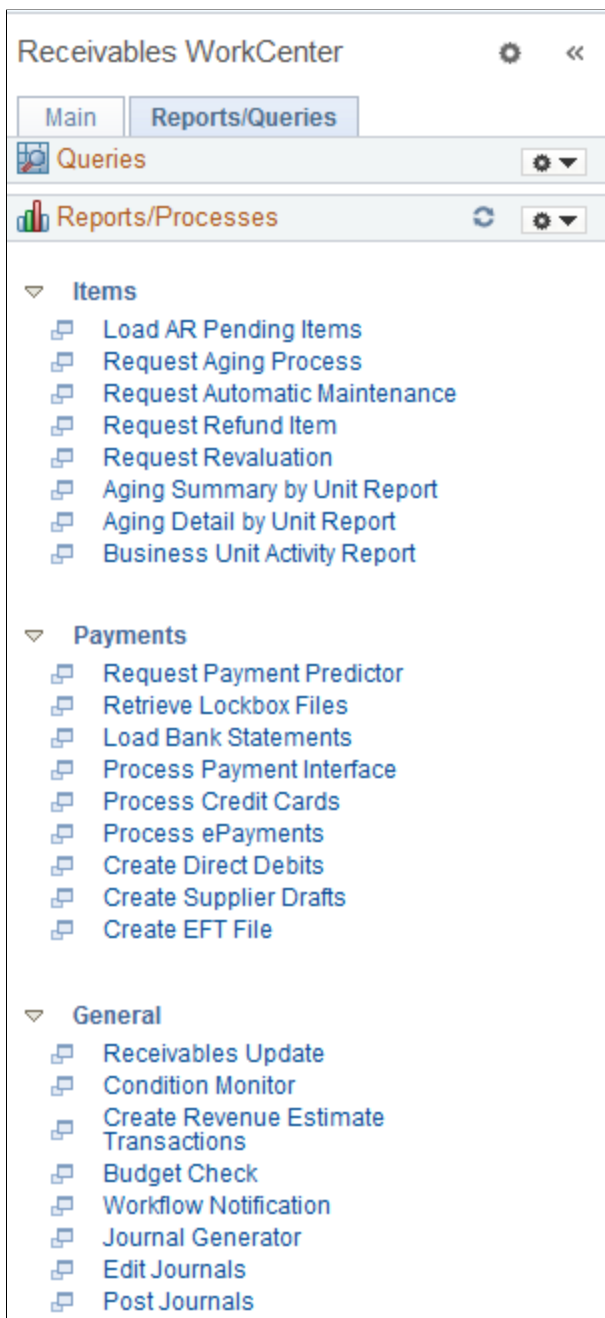 Receivables WorkCenter
Main
Reports/Queries
Queries
Reports/Processes
Items
Load AR Pending Items
Request Aging Process
Request Automatic Maintenance
Request Refund Item
Request Revaluation
Aging Summary by Unit Report
Aging Detail by Unit Report
Business Unit Activity Report
Payments
Request Payment Predictor
Retrieve Lockbox Files
Load Bank Statements
Process Payment Interface
Process Credit Cards
Process ePayments
Create Direct Debits
Create Supplier Drafts
Create EFT File
General
Receivables Update
Condition Monitor
Create Revenue Estimate
Transactions
Budget Check
Workflow Notification
Journal Generator
Edit Journals
Post Journals